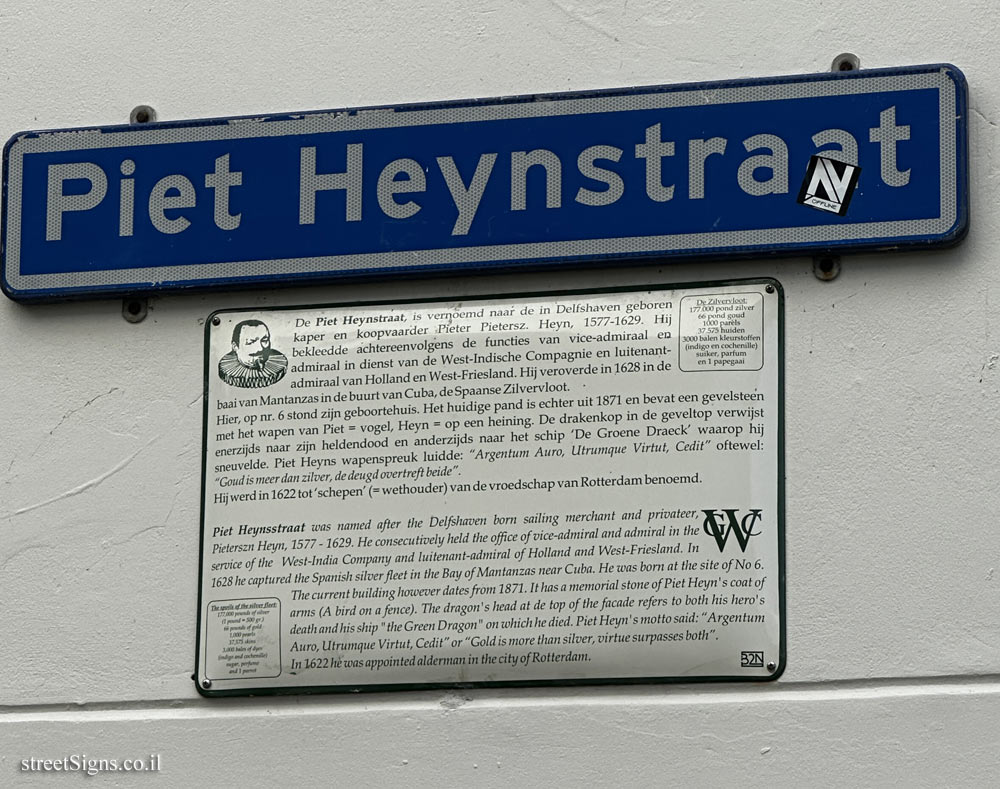 Piet Heynstraat
N
OFFLINE
De Piet Heynstraat, is vernoemd naar de in Delfshaven geboren
kaper en koopvaarder Pieter Pietersz. Heyn, 1577-1629. Hij
bekleedde achtereenvolgens de functies van vice-admiraal en
admiraal in dienst van de West-Indische Compagnie en luitenant-
admiraal van Holland en West-Friesland. Hij veroverde in 1628 in de
baai van Mantanzas in de buurt van Cuba, de Spaanse Zilvervloot.
Hier, op nr. 6 stond zijn geboortehuis. Het huidige pand is echter uit 1871 en bevat een gevelsteen
met het wapen van Piet = vogel, Heyn = op een heining. De drakenkop in de geveltop verwijst
enerzijds naar zijn heldendood en anderzijds naar het schip 'De Groene Draeck' waarop hij
sneuvelde. Piet Heyns wapenspreuk luidde: "Argentum Auro, Utrumque Virtut, Cedit" oftewel:
"Goud is meer dan zilver, de deugd overtreft beide".
Hij werd in 1622 tot 'schepen' (= wethouder) van de vroedschap van Rotterdam benoemd.
De Zilvervloot:
177.000 pond zilver
66 pond goud
1000 parels
37.575 huiden
3000 balen kleurstoffen
(indigo en cochenille)
suiker, parfum
en 1 papegaai
Piet Heynsstraat was named after the Delfshaven born sailing merchant and privateer,
Pieterszn Heyn, 1577 - 1629. He consecutively held the office of vice-admiral and admiral in the
service of the West-India Company and luitenant-admiral of Holland and West-Friesland. In
1628 he captured the Spanish silver fleet in the Bay of Mantanzas near Cuba. He was born at the site of No 6.
The current building however dates from 1871. It has a memorial stone of Piet Heyn's coat of
arms (A bird on a fence). The dragon's head at de top of the facade refers to both his hero's
death and his ship "the Green Dragon" on which he died. Piet Heyn's motto said: "Argentum
Auro, Utrumque Virtut, Cedit" or "Gold is more than silver, virtue surpasses both".
In 1622 he was appointed alderman in the city of Rotterdam.
GWC
The spoils of the silver fleet:
177,000 pounds of silver
(1 pound = 500 gr.)
66 pounds of gold
1,000 pearls
37,575 skins
3,000 bales of dyes
(indigo and cochenille)
sugar, perfume
and 1 parrot
B2N
streetSigns.co.il